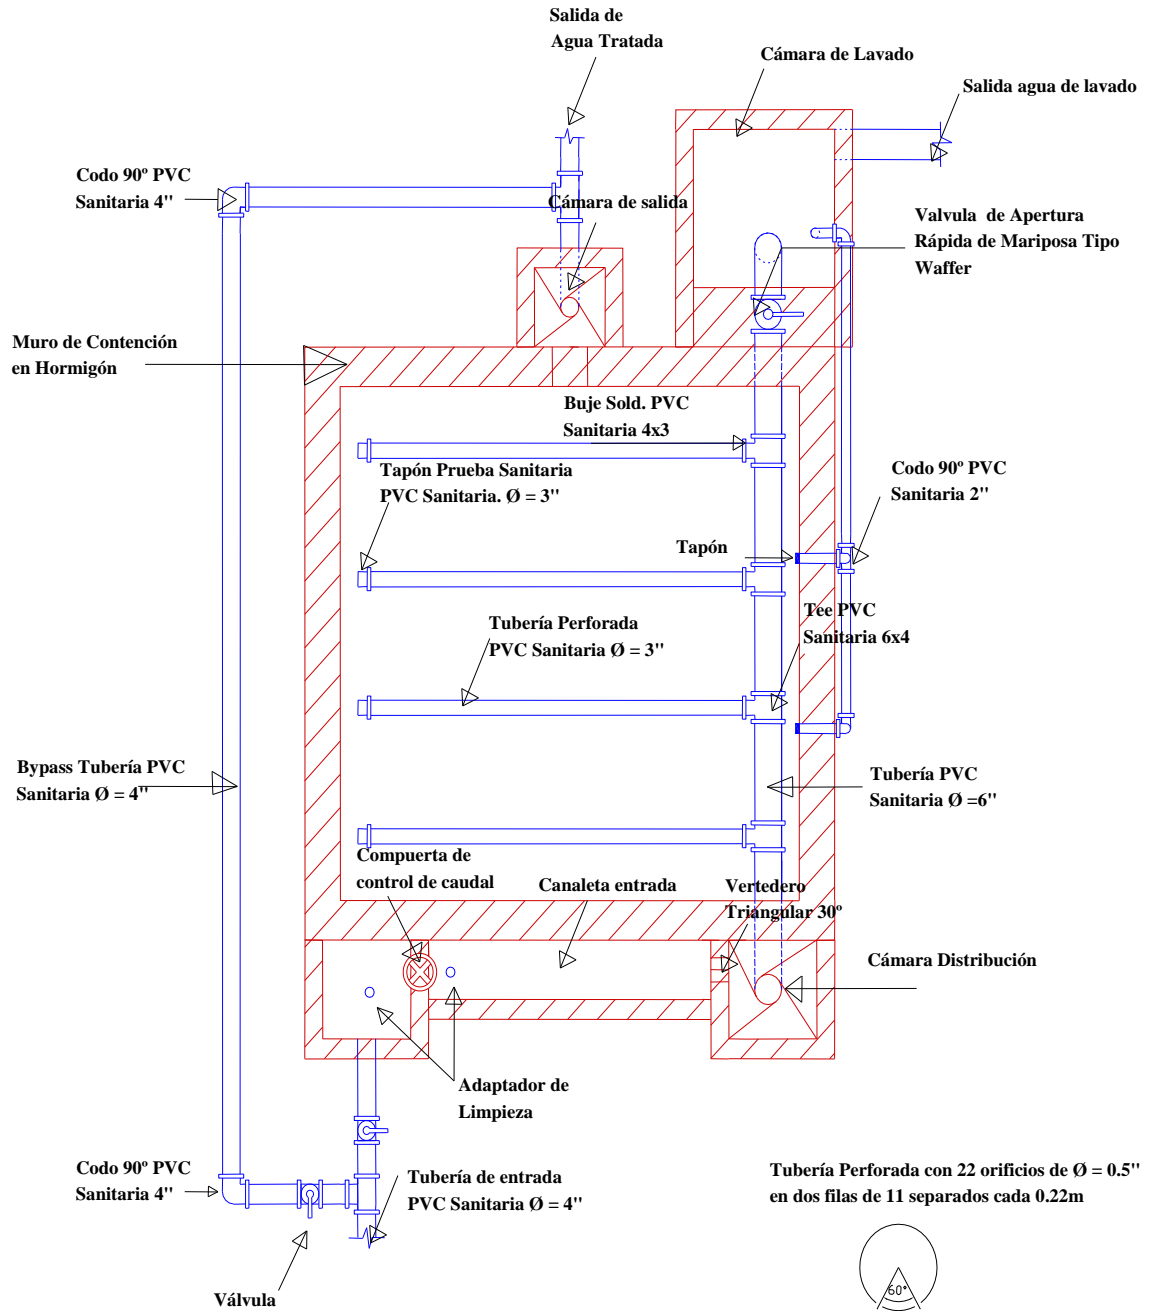 Salida de
Agua Tratada
Cámara de Lavado
Salida agua de lavado
Codo 90º PVC
Sanitaria 4"
Cámara de salida
Valvula de Apertura
Rápida de Mariposa Tipo
Waffer
Muro de Contención
en Hormigón
Buje Sold. PVC
Sanitaria 4x3
Tapón Prueba Sanitaria
PVC Sanitaria. Ø = 3"
Codo 90º PVC
Sanitaria 2"
Tapón
Tubería Perforada
PVC Sanitaria Ø = 3"
Tee PVC
Sanitaria 6x4
Bypass Tubería PVC
Sanitaria Ø = 4"
Tubería PVC
Sanitaria Ø =6"
Compuerta de
control de caudal
Canaleta entrada
Vertedero
Triangular 30º
Cámara Distribución
Adaptador de
Limpieza
Codo 90º PVC
Sanitaria 4"
Tubería de entrada
PVC Sanitaria Ø = 4"
Tubería Perforada con 22 orificios de Ø = 0.5"
en dos filas de 11 separados cada 0.22m
60°
Válvula